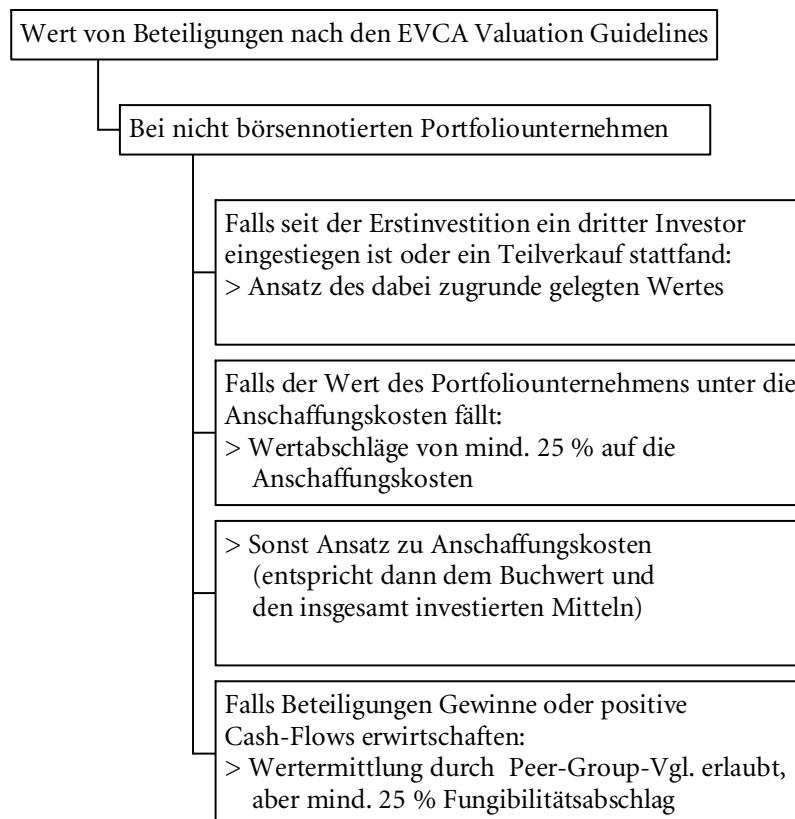 Wert von Beteiligungen nach den EVCA Valuation Guidelines
Bei nicht börsennotierten Portfoliounternehmen
Falls seit der Erstinvestition ein dritter Investor
eingestiegen ist oder ein Teilverkauf stattfand:
> Ansatz des dabei zugrunde gelegten Wertes
Falls der Wert des Portfoliounternehmens unter die
Anschaffungskosten fällt:
> Wertabschläge von mind. 25 % auf die
Anschaffungskosten
> Sonst Ansatz zu Anschaffungskosten
(entspricht dann dem Buchwert und
den insgesamt investierten Mitteln)
Falls Beteiligungen Gewinne oder positive
Cash-Flows erwirtschaften:
> Wertermittlung durch Peer-Group-Vgl. erlaubt,
aber mind. 25 % Fungibilitätsabschlag